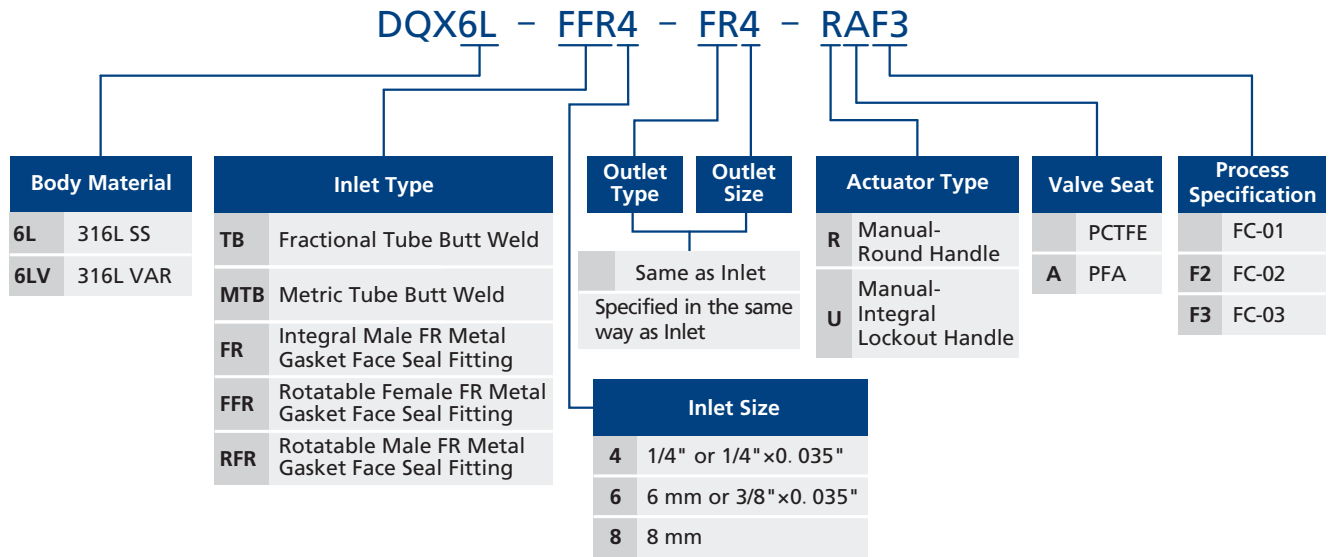 DQX6L – FFR4 – FR4 – RAF3
Body Material
6L 316L SS
6LV 316L VAR
Inlet Type
TB Fractional Tube Butt Weld
MTB Metric Tube Butt Weld
FR Integral Male FR Metal
Gasket Face Seal Fitting
FFR Rotatable Female FR Metal
Gasket Face Seal Fitting
RFR Rotatable Male FR Metal
Gasket Face Seal Fitting
Outlet
Type
Outlet
Size
Same as Inlet
Specified in the same
way as Inlet
Inlet Size
4 1/4" or 1/4"×0. 035"
6 6 mm or 3/8"×0. 035"
8 8 mm
Actuator Type
R Manual-
Round Handle
U Manual-
Integral
Lockout Handle
Valve Seat
PCTFE
A PFA
Process
Specification
FC-01
F2 FC-02
F3 FC-03